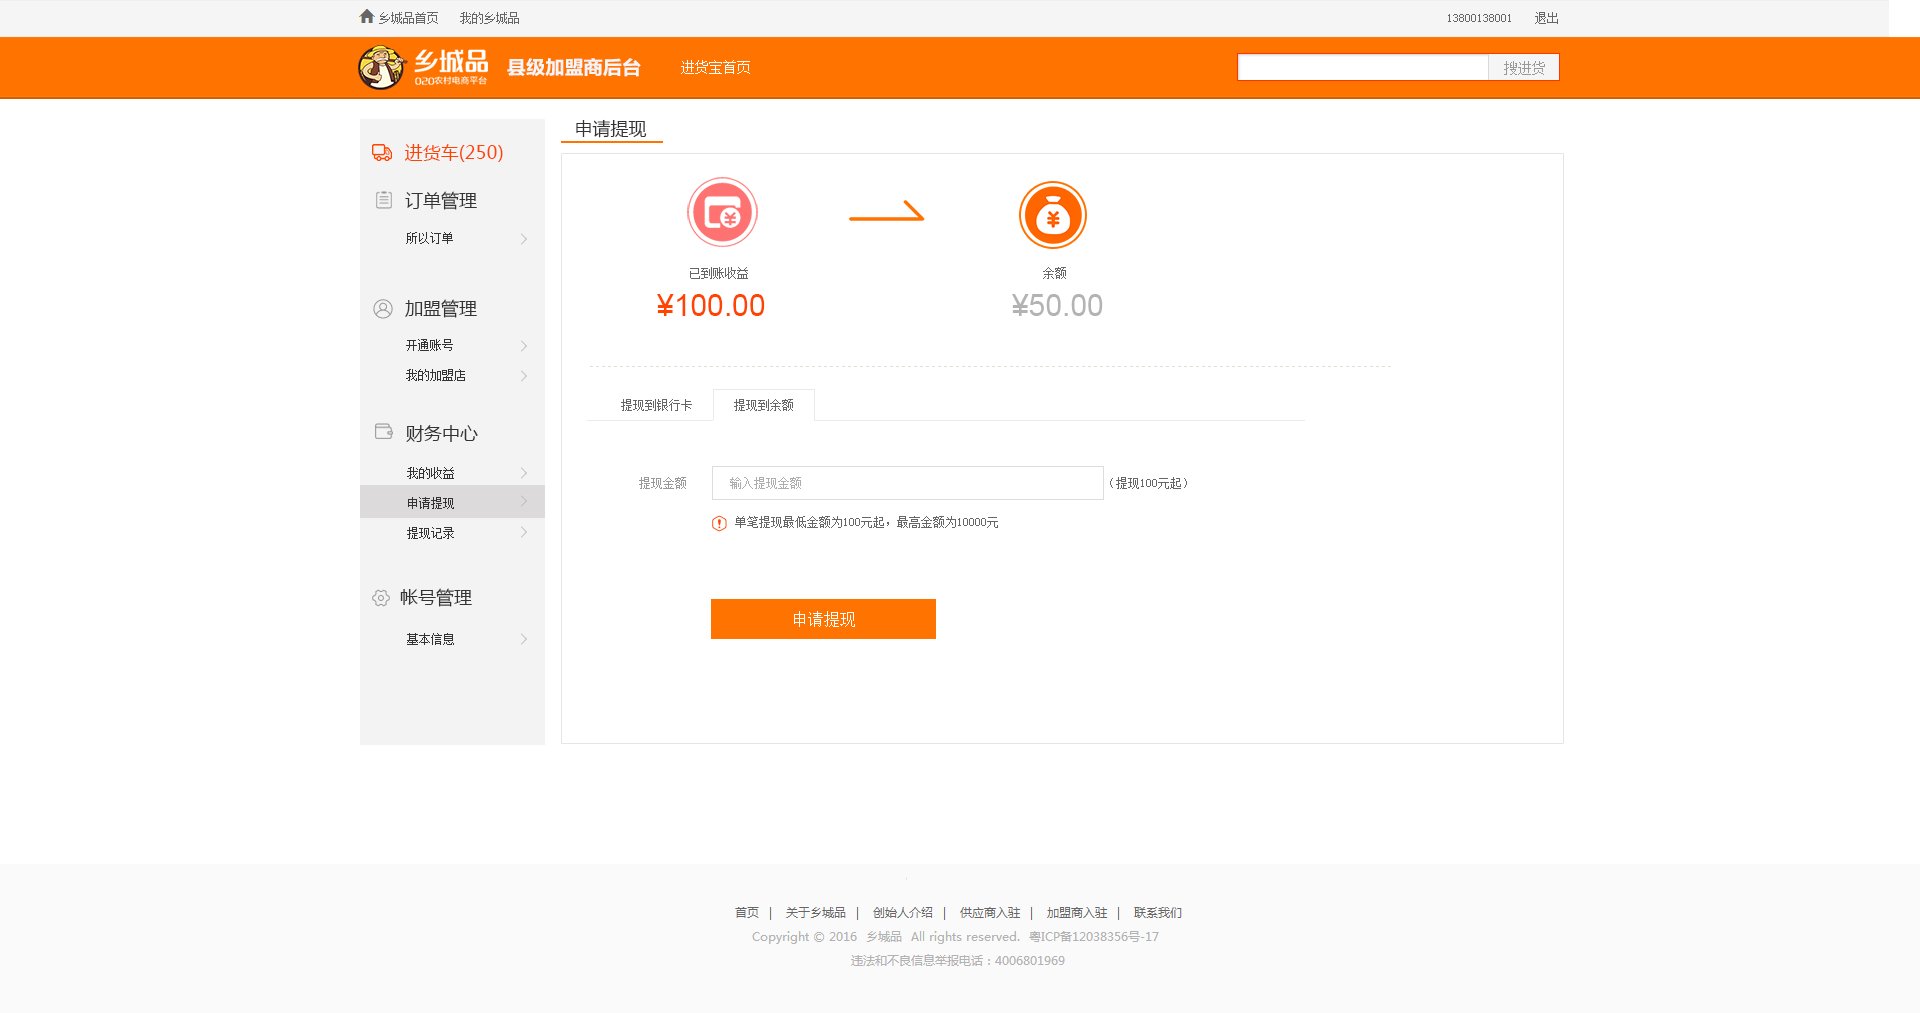 乡城品首页 我的乡城品 13800138001 退出
乡城品 县级加盟商后台 进货宝首页 搜进货
O2O农村电商平台
申请提现
进货车(250)
订单管理
所以订单
加盟管理
开通账号
我的加盟店
财务中心
我的收益
申请提现
提现记录
帐号管理
基本信息
已到账收益 余额
¥100.00 ¥50.00
提现到银行卡 提现到余额
提现金额 输入提现金额 （提现100元起）
单笔提现最低金额为100元起，最高金额为10000元
申请提现
首页 | 关于乡城品 | 创始人介绍 | 供应商入驻 | 加盟商入驻 | 联系我们
Copyright © 2016 乡城品 All rights reserved. 粤ICP备12038356号-17
违法和不良信息举报电话：4006801969